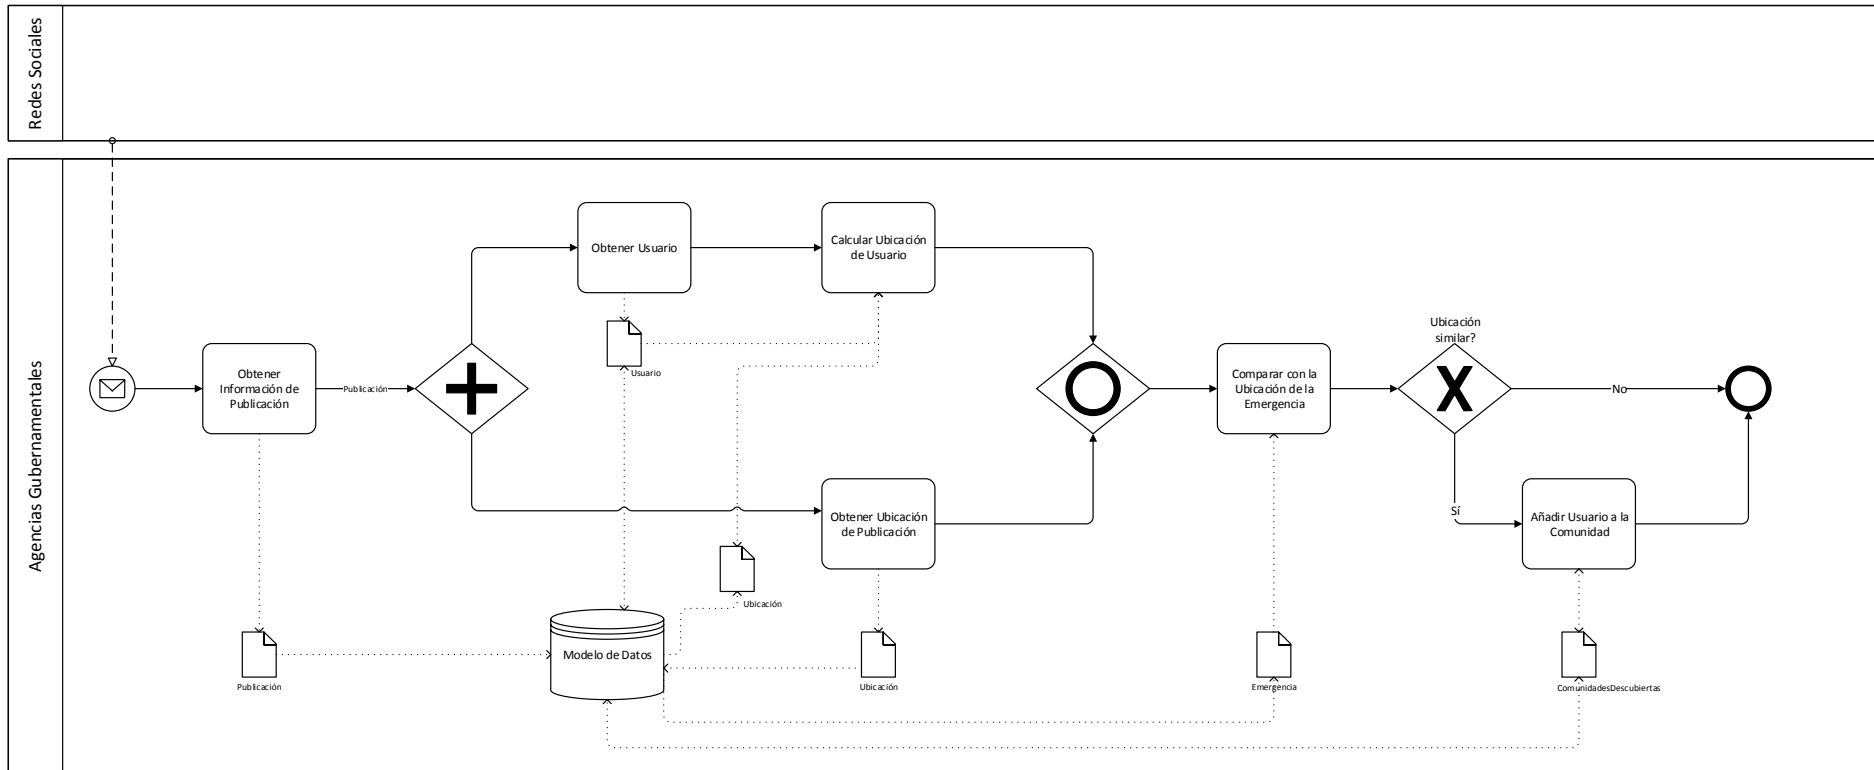 Redes Sociales
Agencias Gubernamentales
Obtener
Información de
Publicación
Publicación
Obtener Usuario
Calcular Ubicación
de Usuario
Usuario
Obtener Ubicación
de Publicación
Ubicación
Comparar con la
Ubicación de la
Emergencia
Ubicación
similar?
No
Sí
Añadir Usuario a la
Comunidad
Publicación
Modelo de Datos
Ubicación
Emergencia
ComunidadesDescubiertas